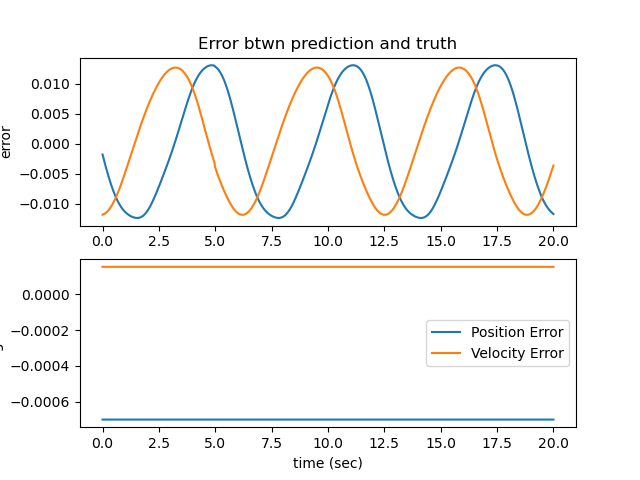 Error btwn prediction and truth
0.010
0.005
0.000
−0.005
−0.010
error
0.0 2.5 5.0 7.5 10.0 12.5 15.0 17.5 20.0
0.0000
−0.0002
−0.0004
−0.0006
Position Error
Velocity Error
0.0 2.5 5.0 7.5 10.0 12.5 15.0 17.5 20.0
time (sec)